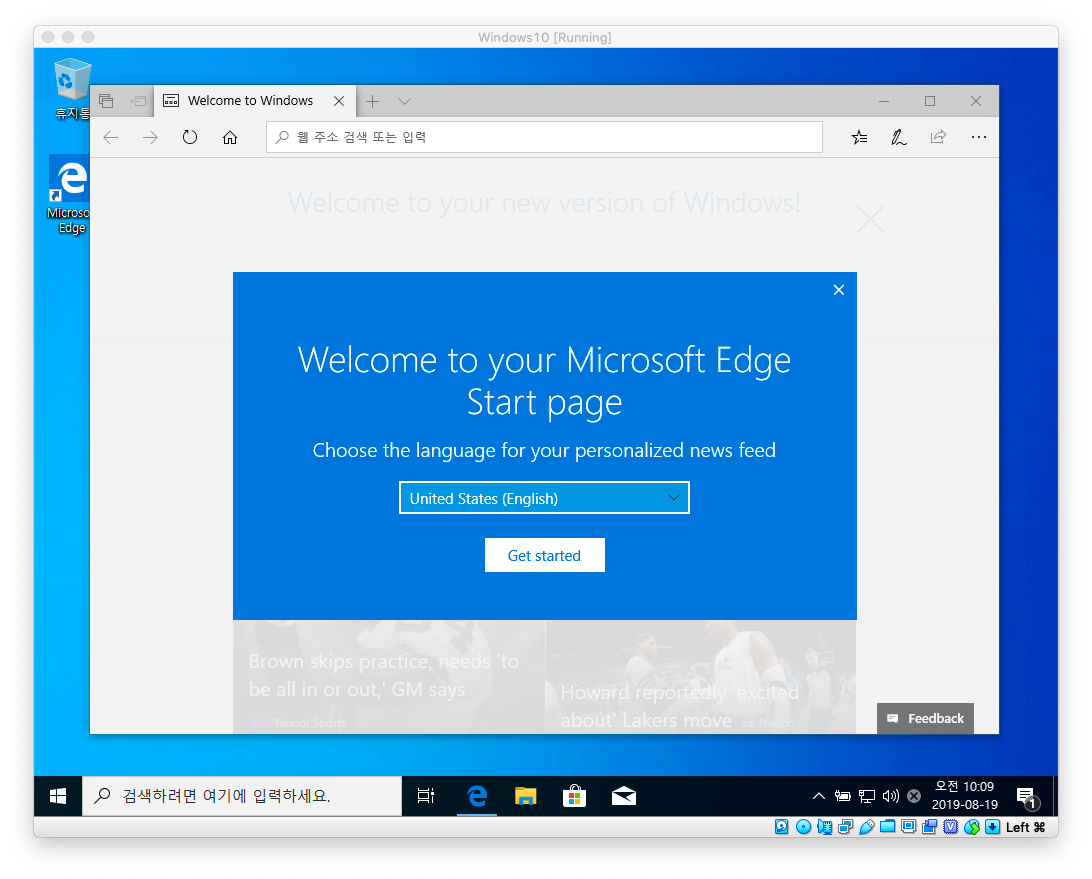 Windows10 [Running]
휴지통
Welcome to Windows
웹 주소 검색 또는 입력
Edge
Welcome to your new version of Windows!
Welcome to your Microsoft Edge
Start page
Choose the language for your personalized news feed
United States (English)
Get started
Brown skips practice, needs 'to
be all in or out,' GM says
Yahoo! Sports
Howard reportedly 'excited
about' Lakers move
SB Nation
Feedback
검색하려면 여기에 입력하세요.
오전 10:09
2019-08-19
1
Left ⌘